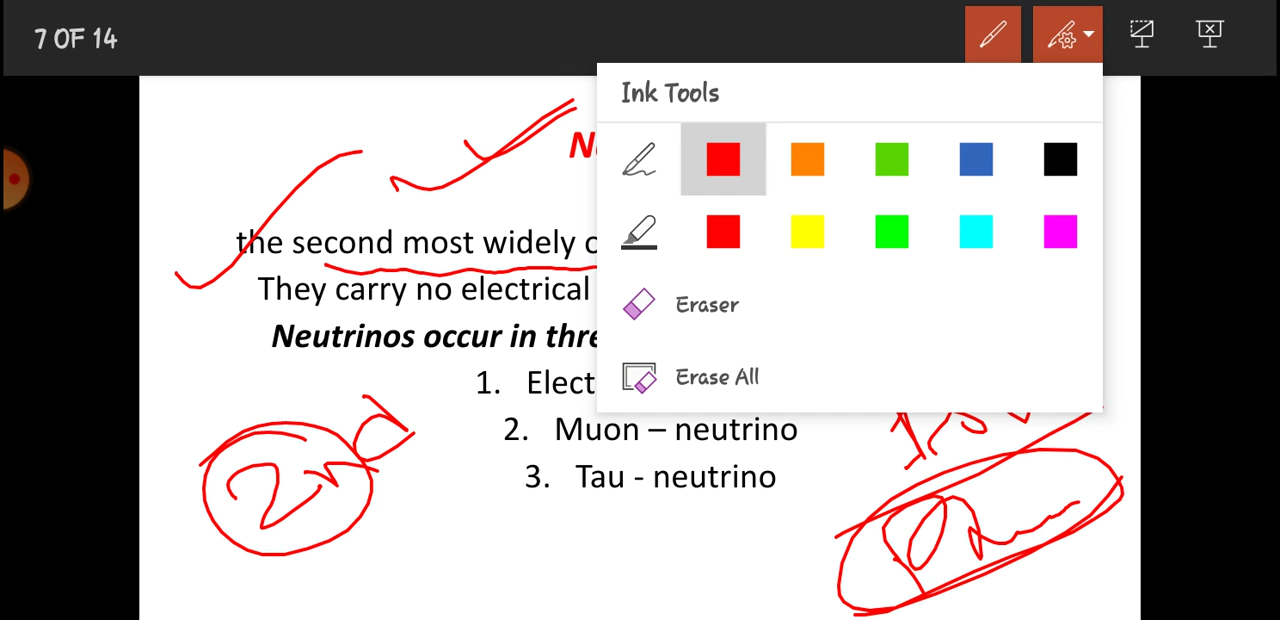 7 OF 14
Ink Tools
the second most widely
They carry no electrical
Neutrinos occur in
Eraser
1. Elect
Erase All
2. Muon – neutrino
3. Tau - neutrino
2nd